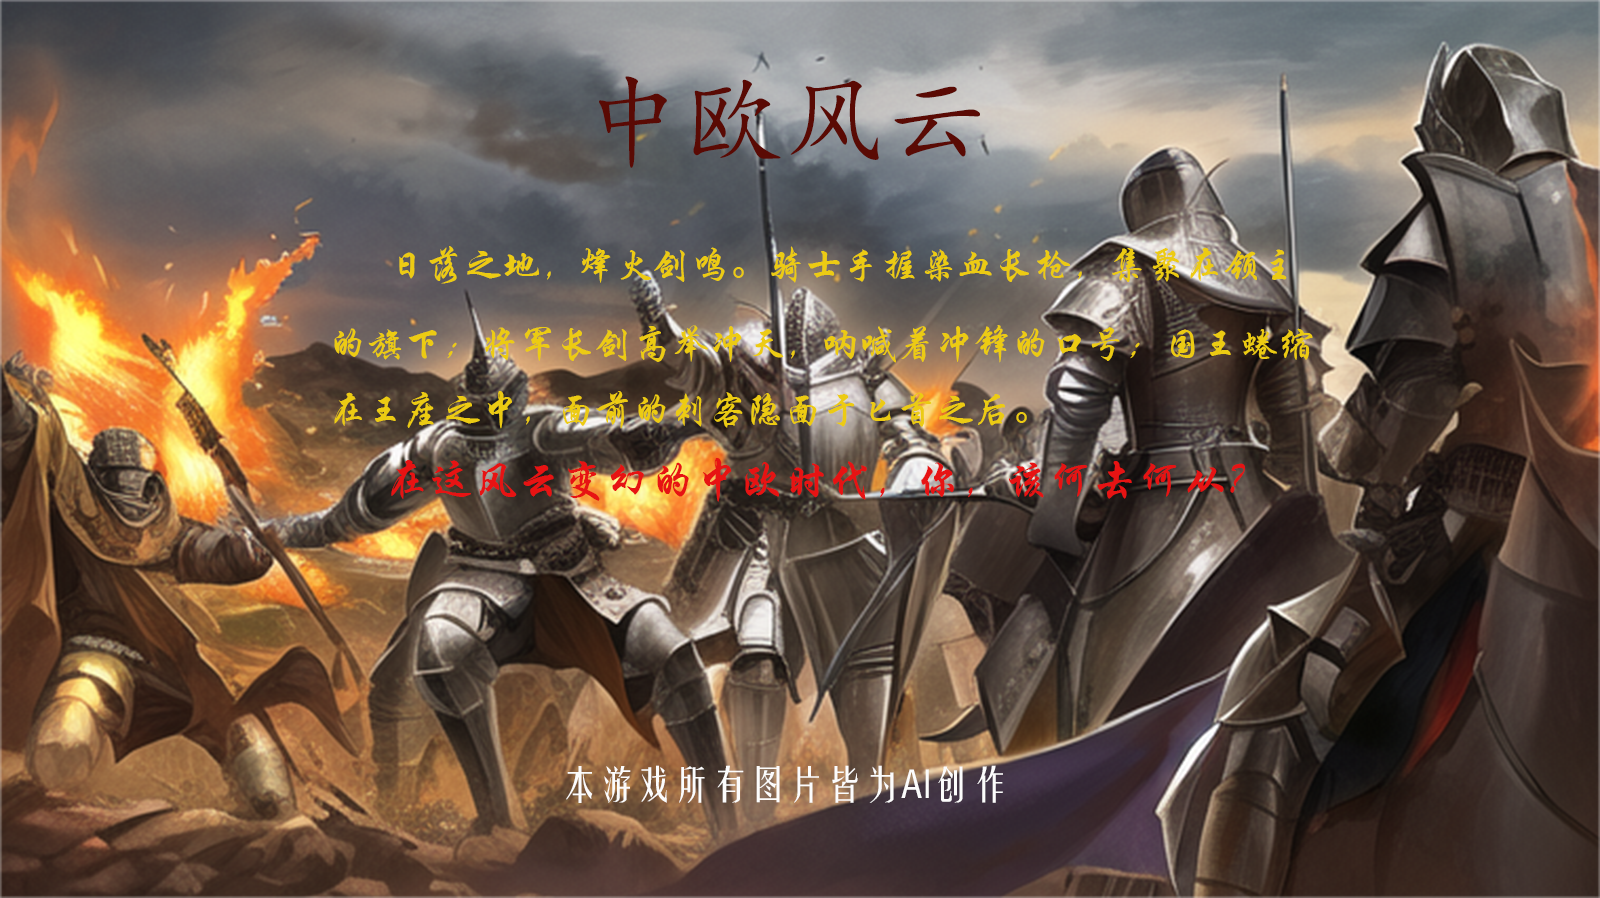 中欧风云
日落之地，烽火剑鸣。骑士手握染血长枪，集聚在领主
的旗下；将军长剑高举冲天，呐喊着冲锋的口号；国王蜷缩
在王座之中，面前的刺客隐面于匕首之后。
在这风云变幻的中欧时代，你，该何去何从？
本游戏所有图片皆为AI创作